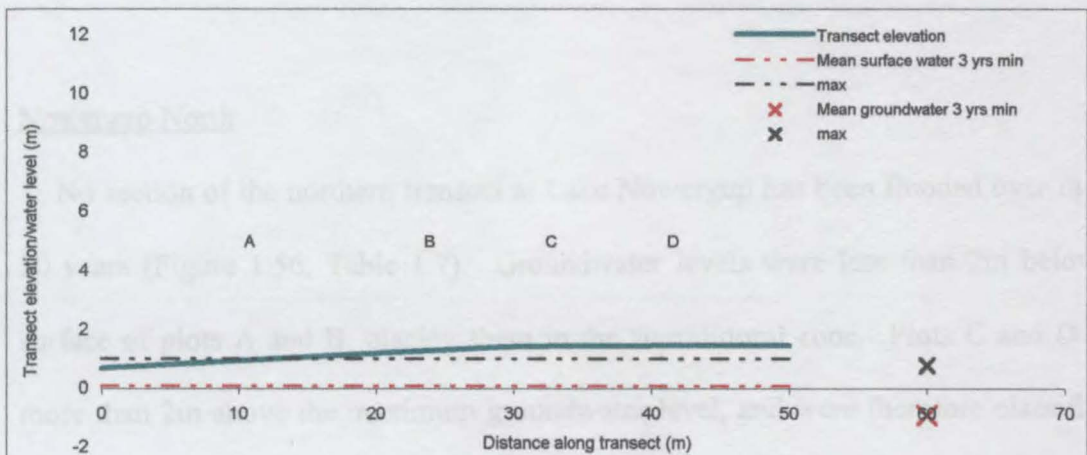 12
10
8
6
4
2
0
-2
Transect elevation/water level (m)
Transect elevation
Mean surface water 3 yrs min
max
Mean groundwater 3 yrs min
max
A B C D
10 20 30 40 50 60 70
Distance along transect (m)
Nowergup North
No section of the northern transect at Lake Nowergup has been flooded over
years (Figure 1.56, Table 1.7). Groundwater levels were less than 2m below
surface of plots A and B, placing them in the zone. Plots C and D
more than 2m above the maximum groundwater level, and were therefore placed